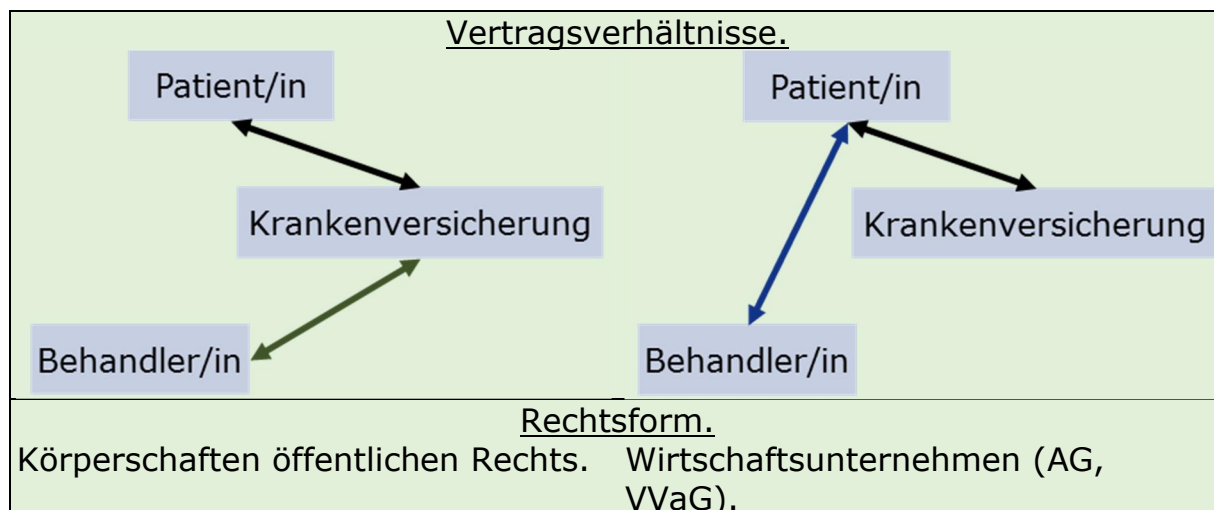 Vertragsverhältnisse.
Patient/in
Patient/in
Krankenversicherung
Krankenversicherung
Behandler/in
Behandler/in
Rechtsform.
Körperschaften öffentlichen Rechts.
Wirtschaftsunternehmen (AG,
VVaG).